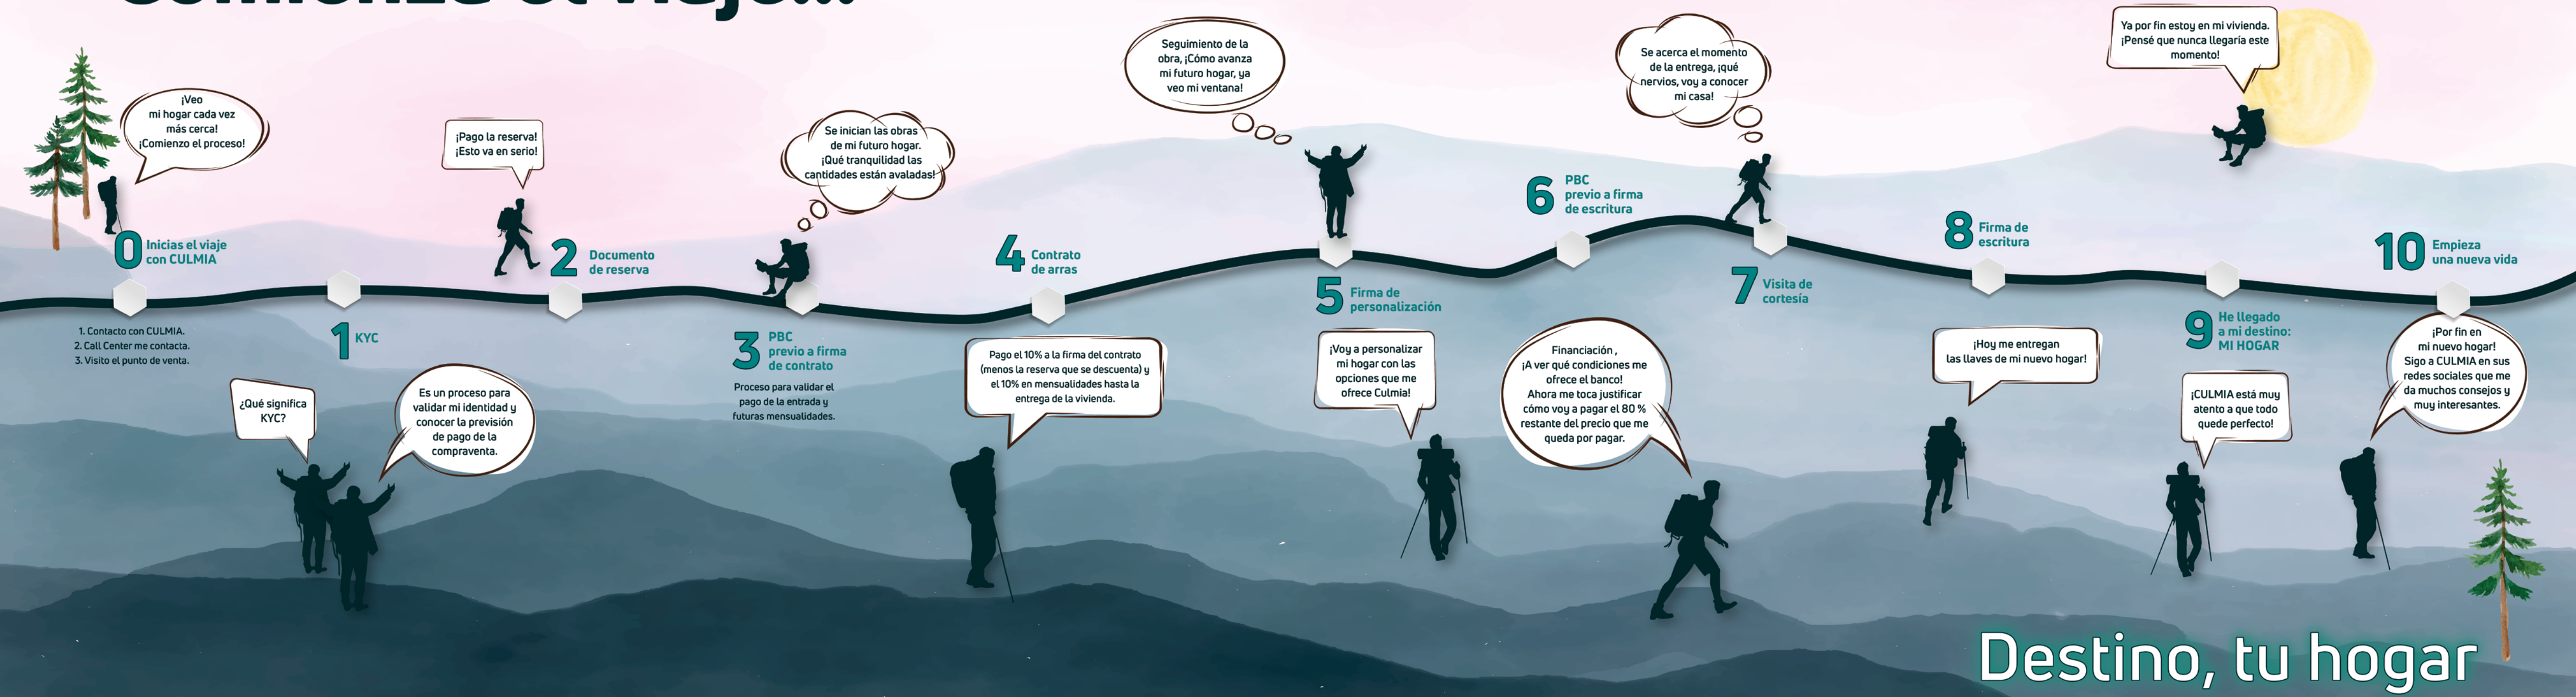 Comienza el viaje...
¡Veo
mi hogar cada vez
más cerca!
¡Comienzo el proceso!
0 Inicias el viaje
con CULMIA
1. Contacto con CULMIA.
2. Call Center me contacta.
3. Visito el punto de venta.
1 KYC
¿Qué significa
KYC?
Es un proceso para
validar mi identidad y
conocer la previsión
de pago de la
compraventa.
¡Pago la reserva!
¡Esto va en serio!
2 Documento
de reserva
Se inician las obras
de mi futuro hogar.
¡Qué tranquilidad las
cantidades están avaladas!
3 PBC
previo a firma
de contrato
Proceso para validar el
pago de la entrada y
futuras mensualidades.
4 Contrato
de arras
Pago el 10% a la firma del contrato
(menos la reserva que se descuenta) y
el 10% en mensualidades hasta la
entrega de la vivienda.
Seguimiento de la
obra, ¡Cómo avanza
mi futuro hogar, ya
veo mi ventana!
5 Firma de
personalización
¡Voy a personalizar
mi hogar con las
opciones que me
ofrece Culmia!
6 PBC
previo a firma
de escritura
Financiación ,
¡A ver qué condiciones me
ofrece el banco!
Ahora me toca justificar
cómo voy a pagar el 80 %
restante del precio que me
queda por pagar.
Se acerca el momento
de la entrega, ¡qué
nervios, voy a conocer
mi casa!
7 Visita de
cortesía
8 Firma de
escritura
¡Hoy me entregan
las llaves de mi nuevo hogar!
Ya por fin estoy en mi vivienda.
¡Pensé que nunca llegaría este
momento!
9 He llegado
a mi destino:
MI HOGAR
¡CULMIA está muy
atento a que todo
quede perfecto!
10 Empieza
una nueva vida
¡Por fin en
mi nuevo hogar!
Sigo a CULMIA en sus
redes sociales que me
da muchos consejos y
muy interesantes.
Destino, tu hogar